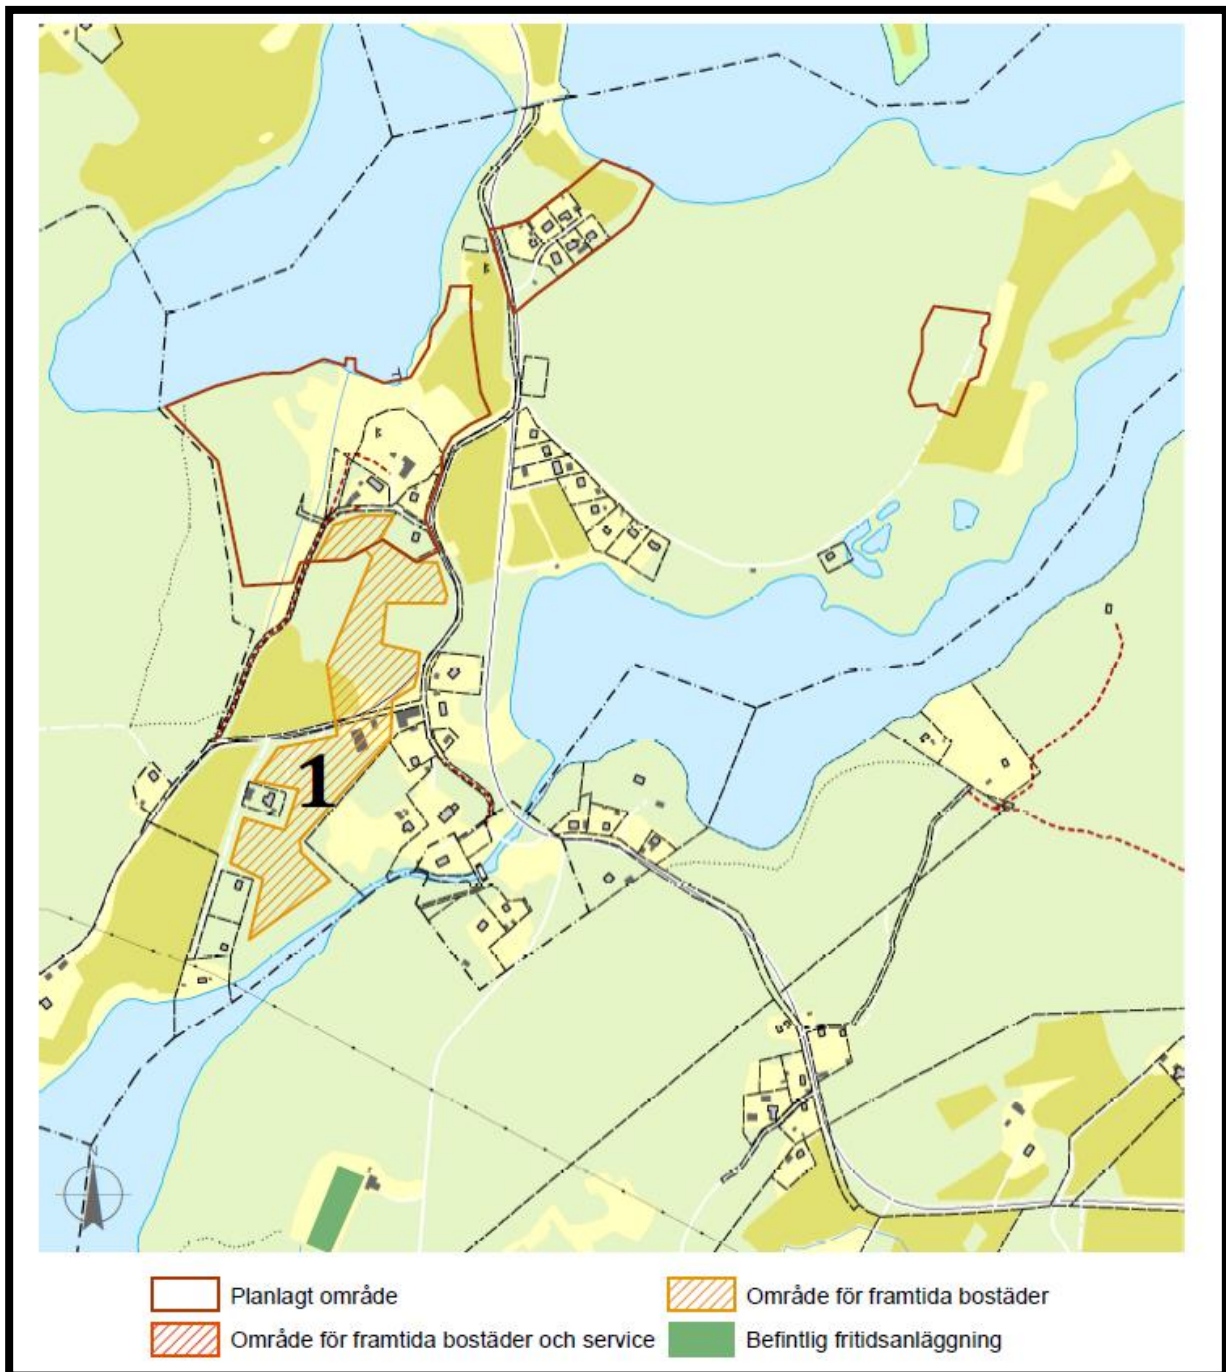 1
N
Planlagt område
Område för framtida bostäder
Område för framtida bostäder och service
Befintlig fritidsanläggning